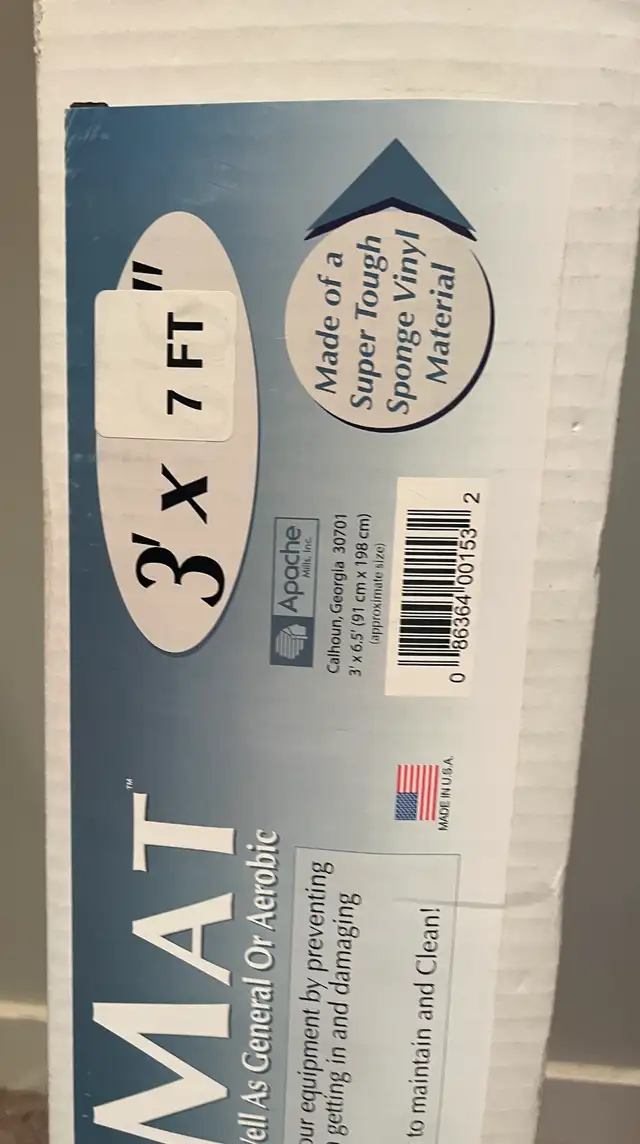 3' X 7 FT "
Made of a
Super Tough
Sponge Vinyl
Material
Apache
Mills, Inc.
Calhoun, Georgia 30701
3' x 6.5' (91 cm x 198 cm)
(approximate size)
0 86364 00153 2
MAT™
Well As General Or Aerobic
MADE IN U.S.A.
our equipment by preventing
getting in and damaging
to maintain and Clean!